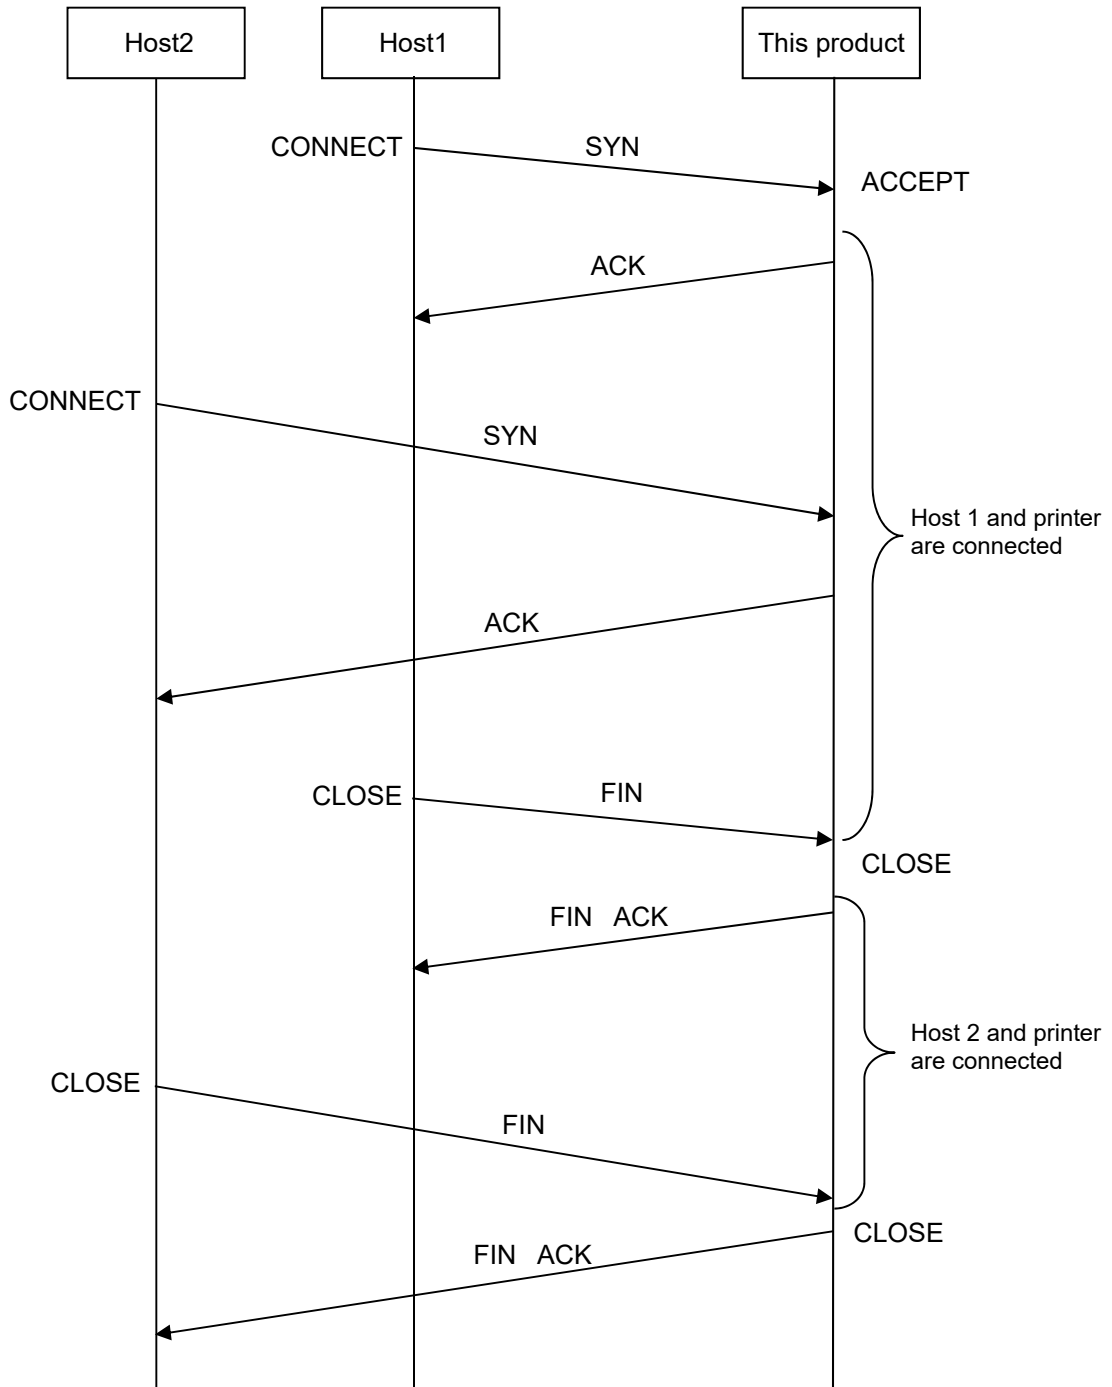 Host2
Host1
This product
CONNECT
SYN
ACCEPT
ACK
CONNECT
SYN
Host 1 and printer
are connected
ACK
CLOSE
FIN
CLOSE
FIN ACK
Host 2 and printer
are connected
CLOSE
FIN
CLOSE
FIN ACK